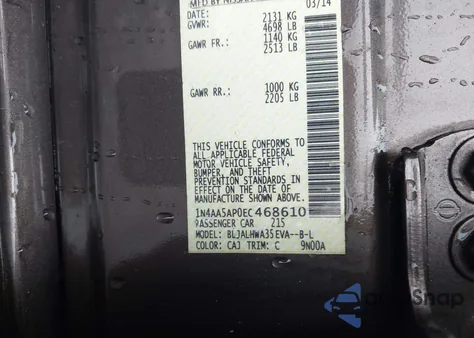 MFD BY NISSAN
DATE: 03/14
GVWR: 2131 KG
4698 LB
GAWR FR.: 1140 KG
2513 LB
GAWR RR.: 1000 KG
2205 LB
THIS VEHICLE CONFORMS TO
ALL APPLICABLE FEDERAL
MOTOR VEHICLE SAFETY,
BUMPER, AND THEFT
PREVENTION STANDARDS
IN EFFECT ON THE DATE OF
MANUFACTURE SHOWN ABOVE.
1N4AA5AP0EC468610
PASSENGER CAR 215
MODEL: BLJALHWA35EVA--B-L
COLOR: CAJ TRIM: C 9N00A
Snap